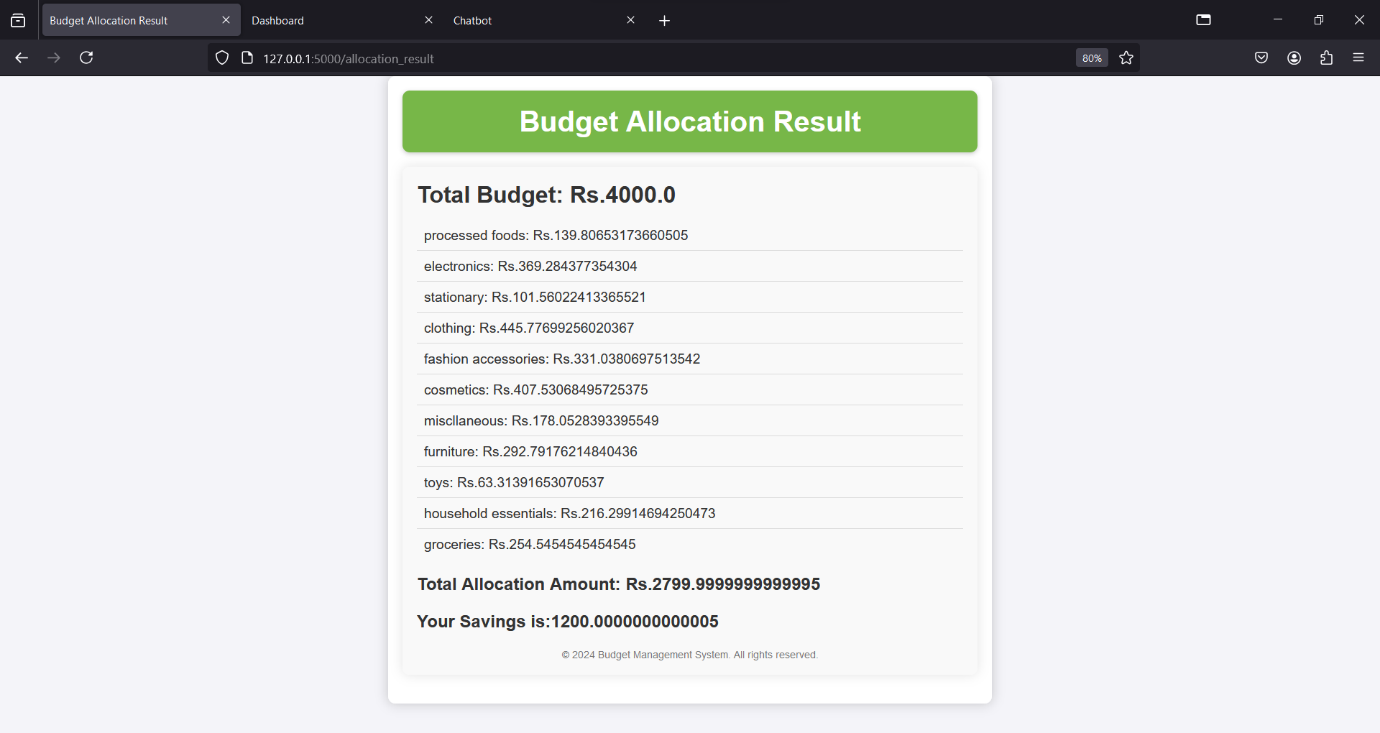 Budget Allocation Result
Dashboard
Chatbot
127.0.0.1:5000/allocation_result
80%
Budget Allocation Result
Total Budget: Rs.4000.0
processed foods: Rs.139.80653173660505
electronics: Rs.369.284377354304
stationary: Rs.101.56022413365521
clothing: Rs.445.77699256020367
fashion accessories: Rs.331.0380697513542
cosmetics: Rs.407.53068495725375
miscllaneous: Rs.178.0528393395549
furniture: Rs.292.79176214840436
toys: Rs.63.31391653070537
household essentials: Rs.216.29914694250473
groceries: Rs.254.5454545454545
Total Allocation Amount: Rs.2799.9999999999995
Your Savings is:1200.0000000000005
© 2024 Budget Management System. All rights reserved.